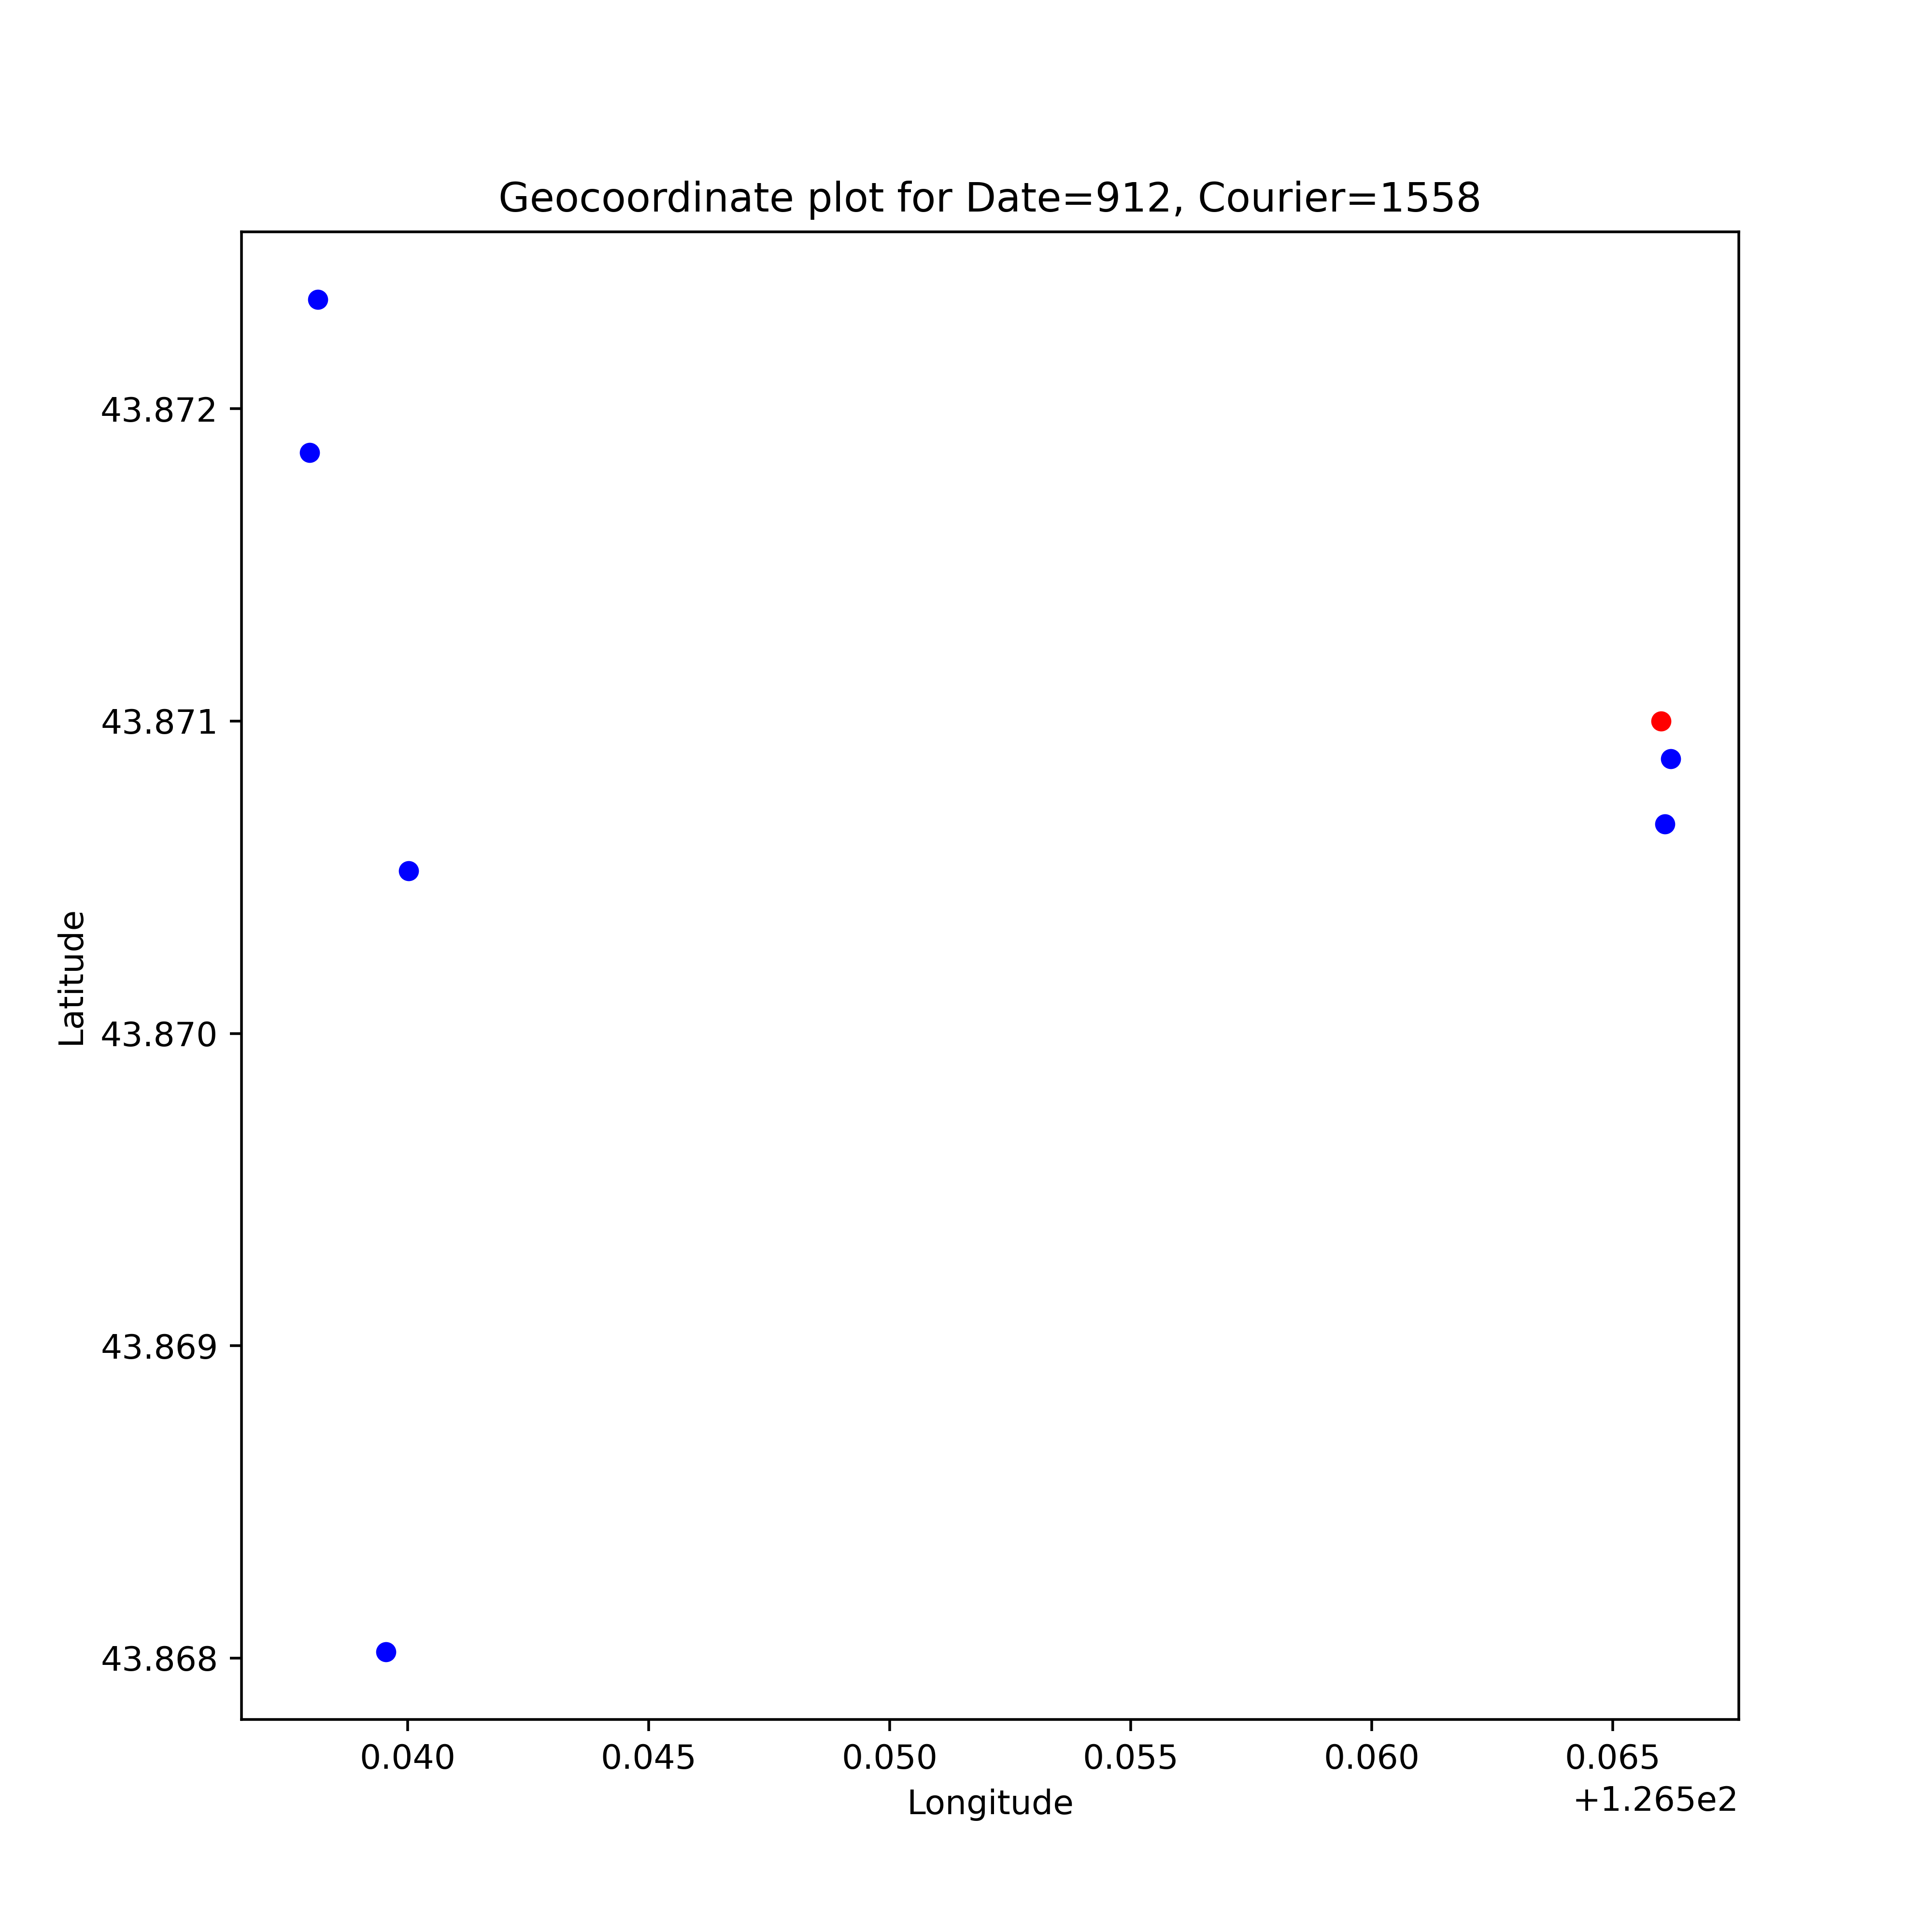 Geocoordinate plot for Date=912, Courier=1558
Latitude
43.872
43.871
43.870
43.869
43.868
0.040 0.045 0.050 0.055 0.060 0.065
Longitude
+1.265e2